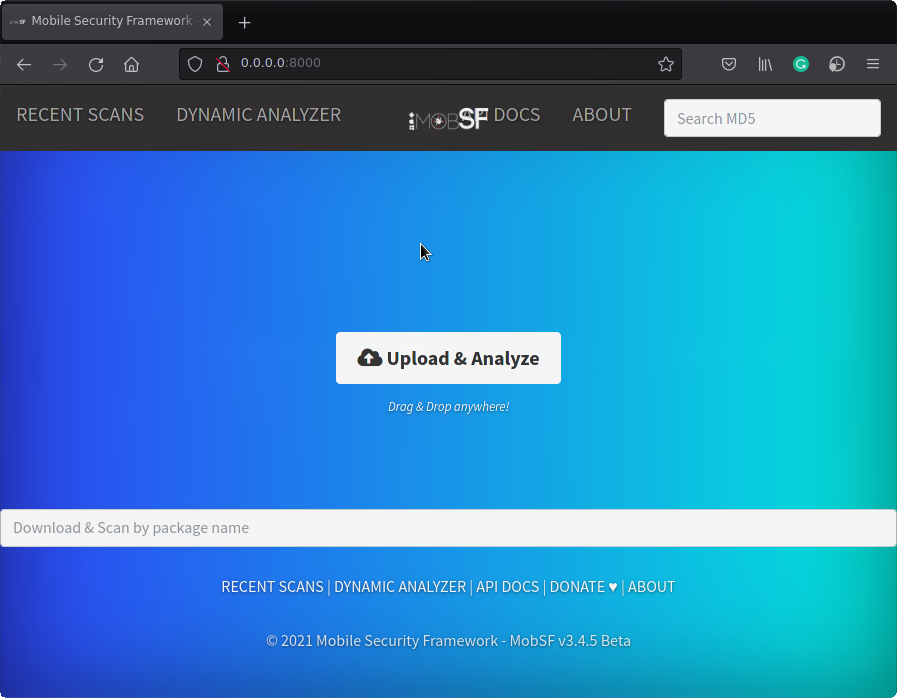 Mobile Security Framework -
0.0.0.0:8000
RECENT SCANS DYNAMIC ANALYZER MOBSF DOCS ABOUT Search MD5
Upload & Analyze
Drag & Drop anywhere!
Download & Scan by package name
RECENT SCANS | DYNAMIC ANALYZER | API DOCS | DONATE ♥ | ABOUT
© 2021 Mobile Security Framework - MobSF v3.4.5 Beta